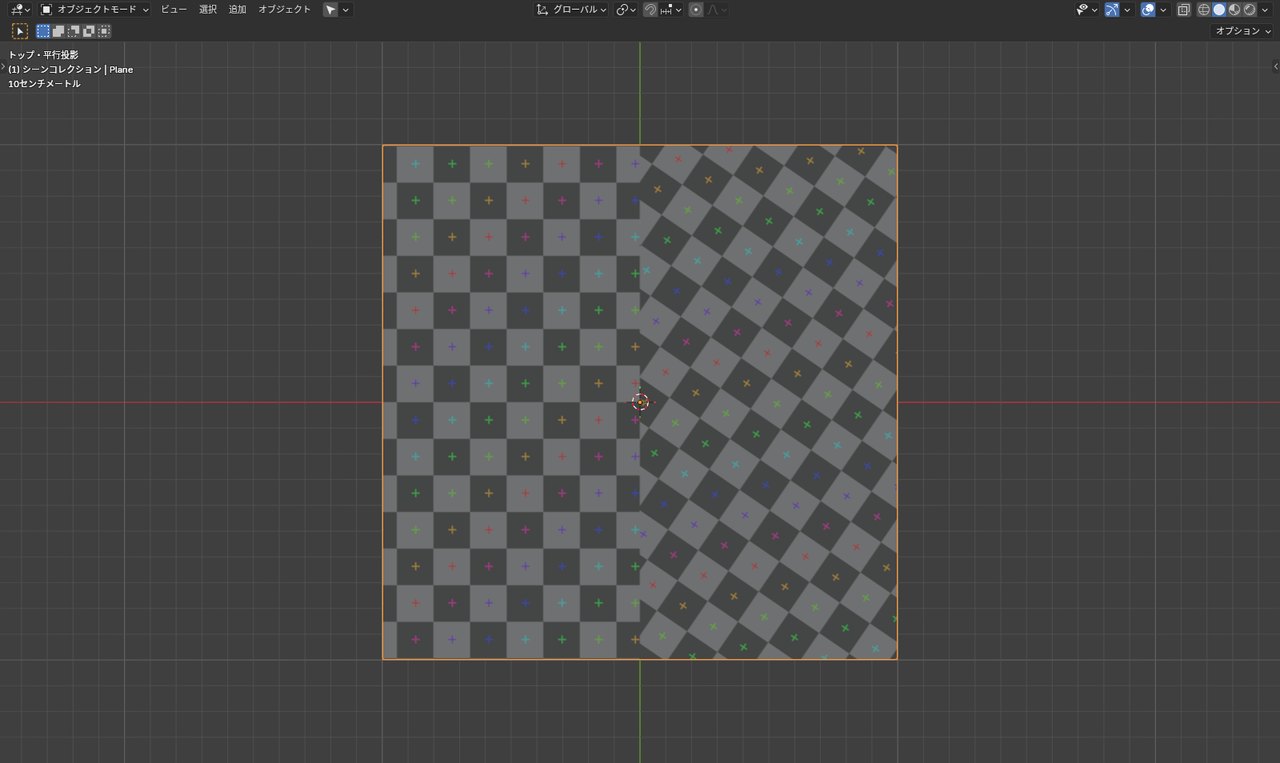 オブジェクトモード ビュー 選択 追加 オブジェクト グローバル
オプション
トップ・平行投影
(1) シーンコレクション | Plane
10センチメートル